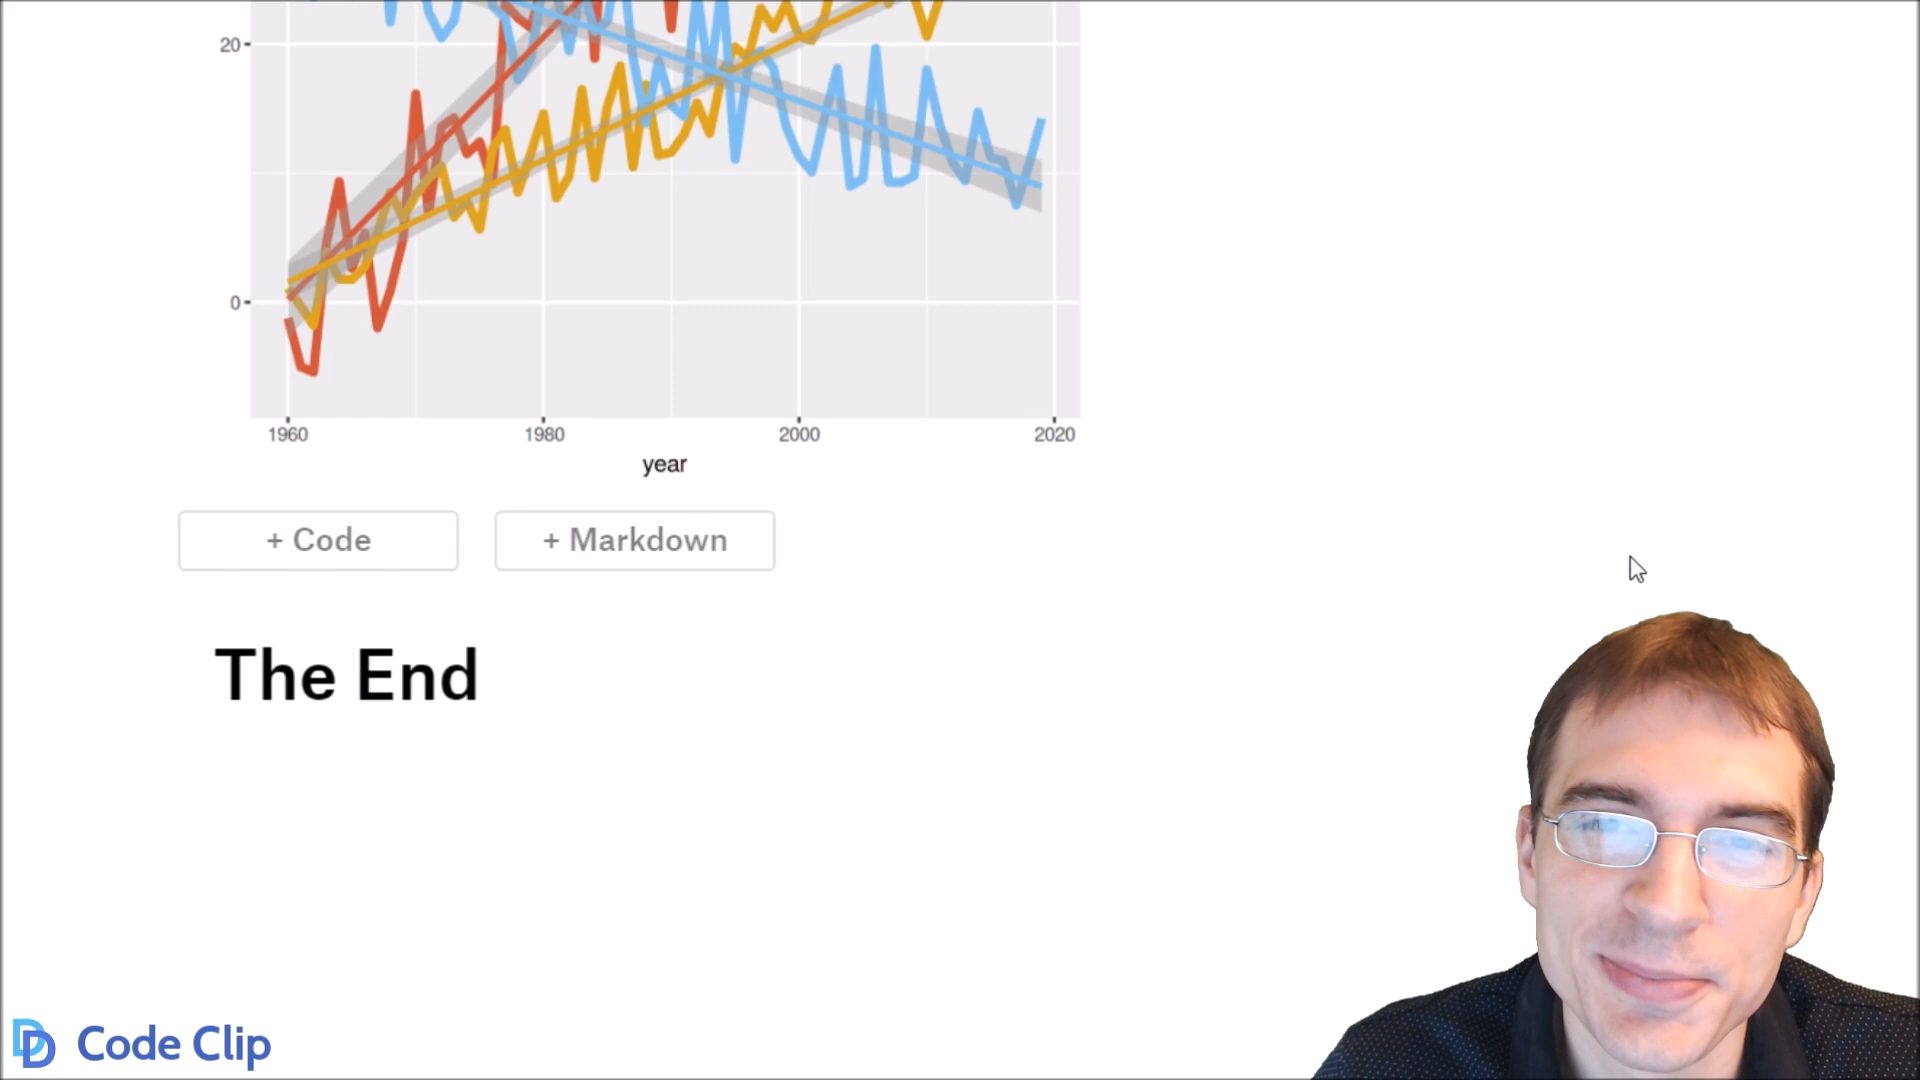 20
0
1960 1980 2000 2020
year
+ Code + Markdown
The End
Code Clip